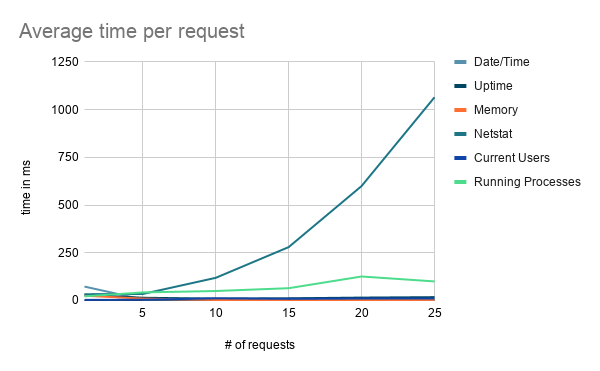 Average time per request
1250
1000
750
500
250
0
5
10
15
20
25
time in ms
# of requests
Date/Time
Uptime
Memory
Netstat
Current Users
Running Processes